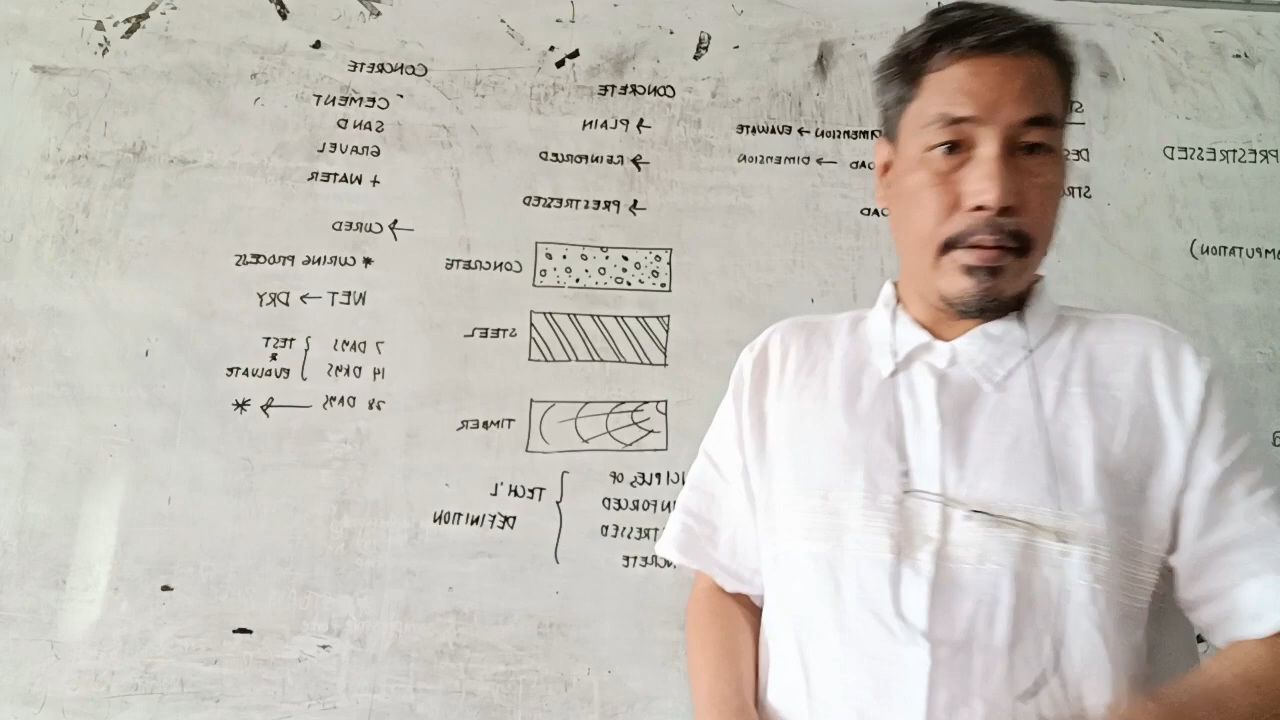 PRESTRESSED
CONCRETE
→ PLAIN
→ REINFORCED
→ PRESTRESSED
CONCRETE
STEEL
TIMBER
TECH'L
DEFINITION
DIMENSION → EVALUATE
→ DIMENSION
CONCRETE
CEMENT
SAND
GRAVEL
+ WATER
→ CURED
* CURING PROCESS
WET → DRY
7 DAYS
14 DAYS
TEST
*
EVALUATE
28 DAYS → *